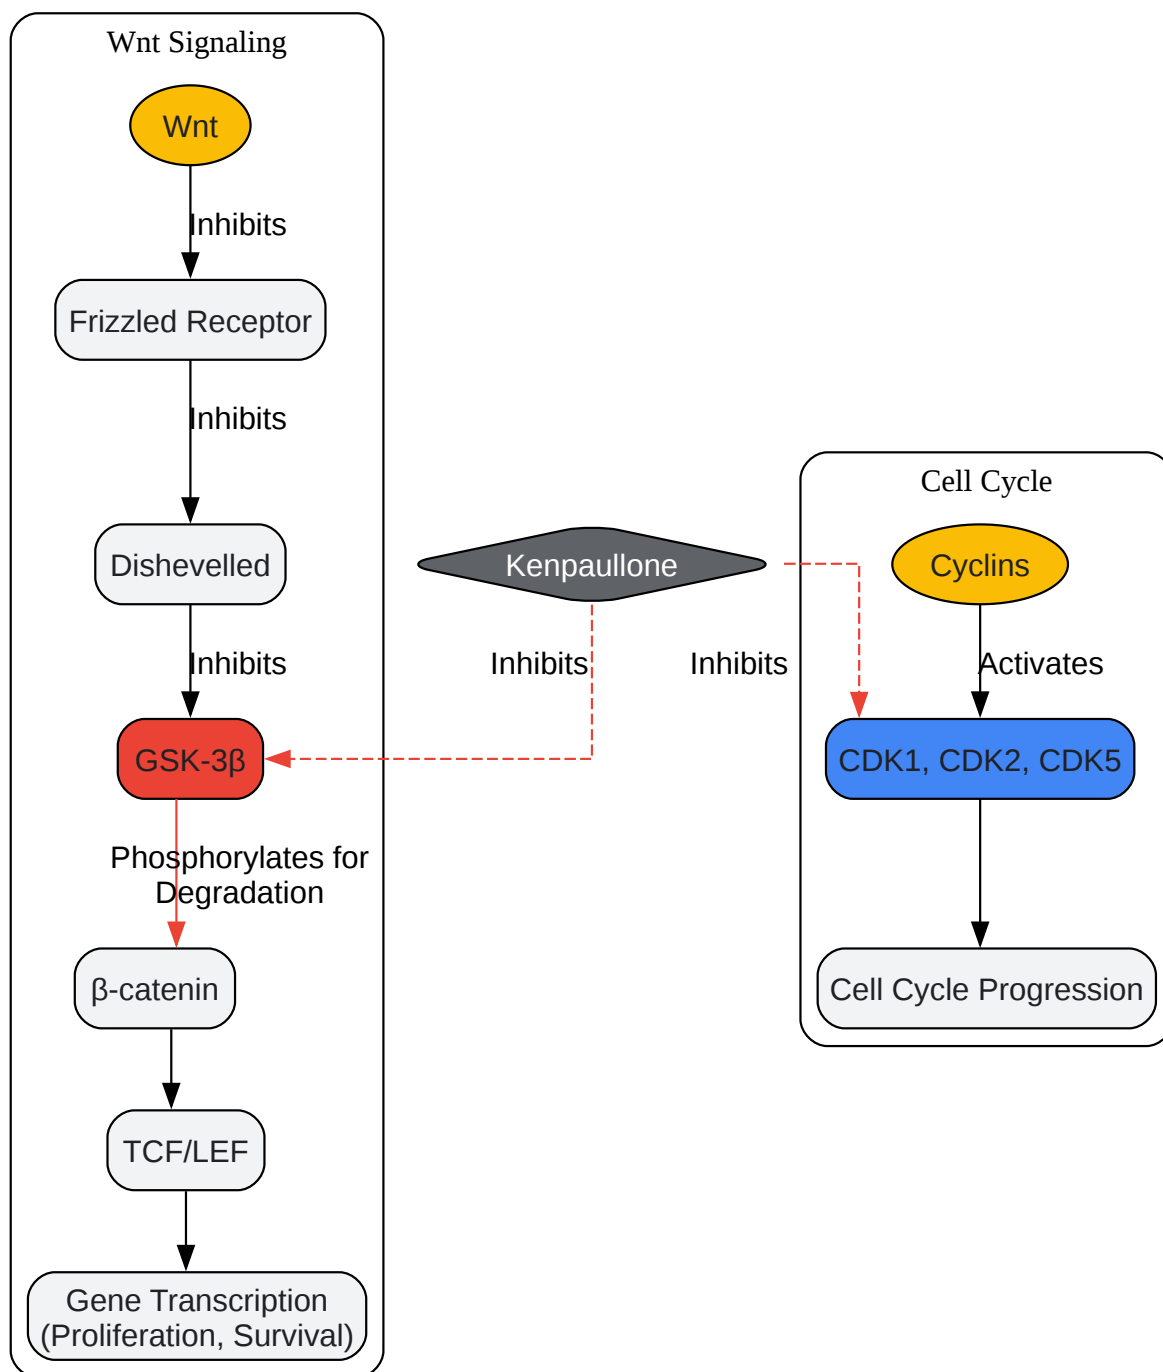 Wnt Signaling
Wnt
Inhibits
Frizzled Receptor
Inhibits
Dishevelled
Inhibits
GSK-3β
Phosphorylates for
Degradation
β-catenin
TCF/LEF
Gene Transcription
(Proliferation, Survival)
Kenpaullone
Inhibits
Inhibits
Cell Cycle
Cyclins
Activates
CDK1, CDK2, CDK5
Cell Cycle Progression